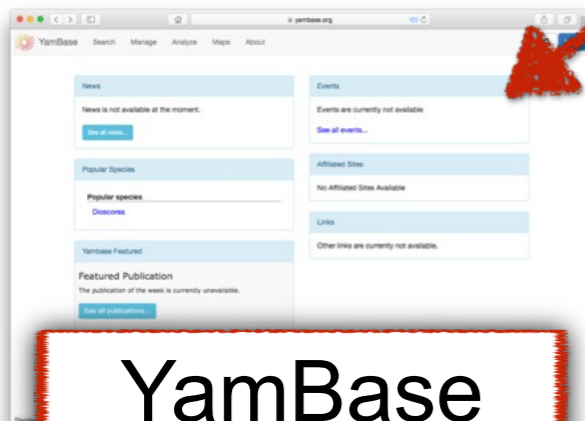 yambase.org
YamBase Search Manage Analyze Maps About
News
News is not available at the moment.
See all news...
Popular Species
Popular species
Dioscorea
Yambase Featured
Featured Publication
The publication of the week is currently unavailable.
See all publications...
Events
Events are currently not available
See all events...
Affiliated Sites
No Affiliated Sites Available
Links
Other links are currently not available.
YamBase